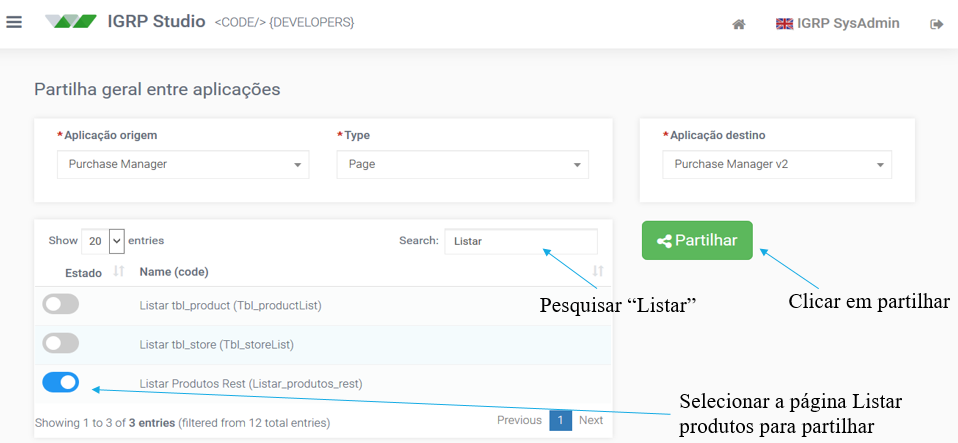 IGRP Studio <CODE/> {DEVELOPERS}
IGRP SysAdmin
Partilha geral entre aplicações
*Aplicação origem
*Type
*Aplicação destino
Purchase Manager
Page
Purchase Manager v2
Show 20 entries
Search: Listar
Partilhar
Estado
Name (code)
Pesquisar “Listar”
Clicar em partilhar
Listar tbl_product (Tbl_productList)
Listar tbl_store (Tbl_storeList)
Listar Produtos Rest (Listar_produtos_rest)
Selecionar a página Listar
produtos para partilhar
Showing 1 to 3 of 3 entries (filtered from 12 total entries)
Previous 1 Next